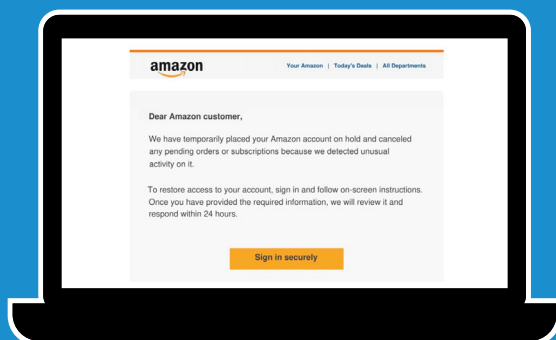 amazon
Your Amazon | Today's Deals | All Departments
Dear Amazon customer,
We have temporarily placed your Amazon account on hold and canceled
any pending orders or subscriptions because we detected unusual
activity on it.
To restore access to your account, sign in and follow on-screen instructions.
Once you have provided the required information, we will review it and
respond within 24 hours.
Sign in securely